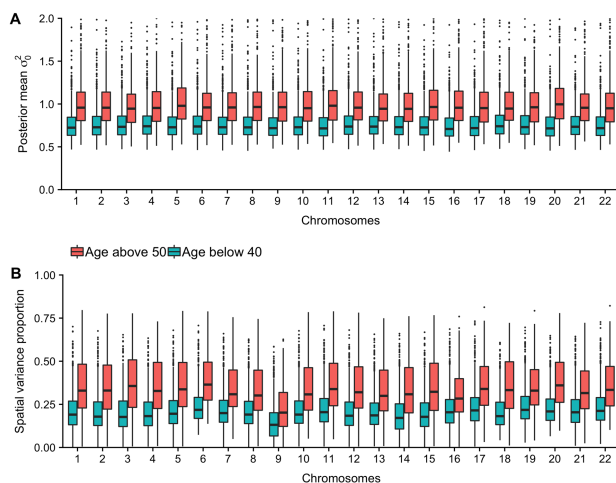 A
Posterior mean σ₀²
2.0
1.5
1.0
0.5
0.0
1 2 3 4 5 6 7 8 9 10 11 12 13 14 15 16 17 18 19 20 21 22
Chromosomes
Age above 50 Age below 40
B
Spatial variance proportion
1.00
0.75
0.50
0.25
0.00
1 2 3 4 5 6 7 8 9 10 11 12 13 14 15 16 17 18 19 20 21 22
Chromosomes